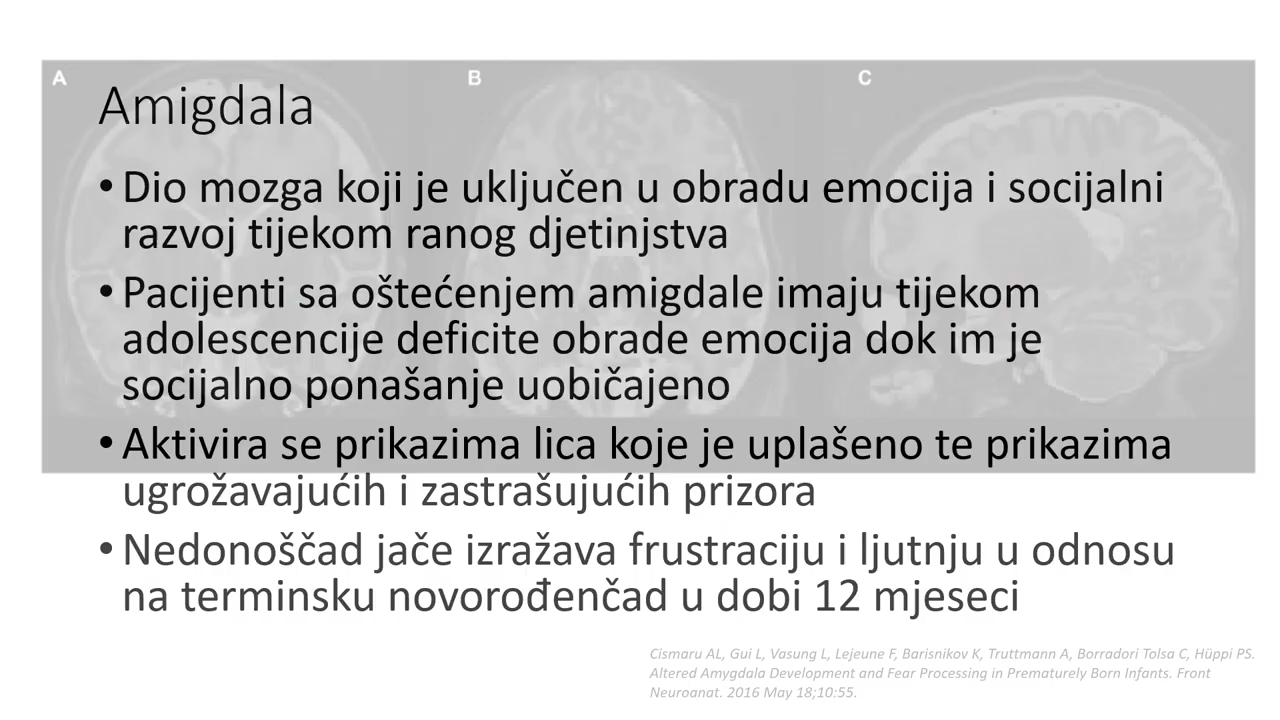 A B C
Amigdala
• Dio mozga koji je uključen u obradu emocija i socijalni
razvoj tijekom ranog djetinjstva
• Pacijenti sa oštećenjem amigdale imaju tijekom
adolescencije deficite obrade emocija dok im je
socijalno ponašanje uobičajeno
• Aktivira se prikazima lica koje je uplašeno te prikazima
ugrožavajućih i zastrašujućih prizora
• Nedonoščad jače izražava frustraciju i ljutnju u odnosu
na terminsku novorođenčad u dobi 12 mjeseci
Cismaru AL, Gui L, Vasung L, Lejeune F, Barisnikov K, Truttmann A, Borradori Tolsa C, Hüppi PS.
Altered Amygdala Development and Fear Processing in Prematurely Born Infants. Front
Neuroanat. 2016 May 18;10:55.